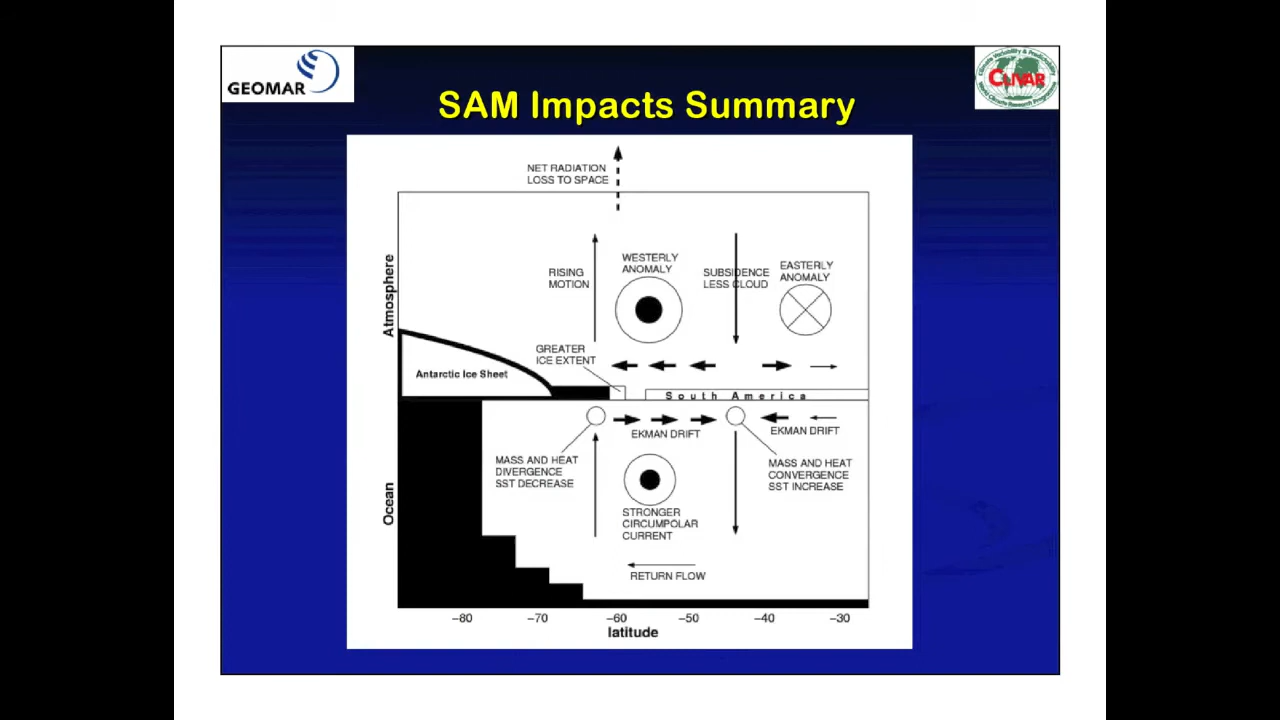 GEOMAR
CLIVAR
SAM Impacts Summary
NET RADIATION
LOSS TO SPACE
Atmosphere
RISING
MOTION
WESTERLY
ANOMALY
SUBSIDENCE
LESS CLOUD
EASTERLY
ANOMALY
GREATER
ICE EXTENT
Antarctic Ice Sheet
South America
EKMAN DRIFT
EKMAN DRIFT
MASS AND HEAT
DIVERGENCE
SST DECREASE
MASS AND HEAT
CONVERGENCE
SST INCREASE
Ocean
STRONGER
CIRCUMPOLAR
CURRENT
RETURN FLOW
−80 −70 −60 −50 −40 −30
latitude